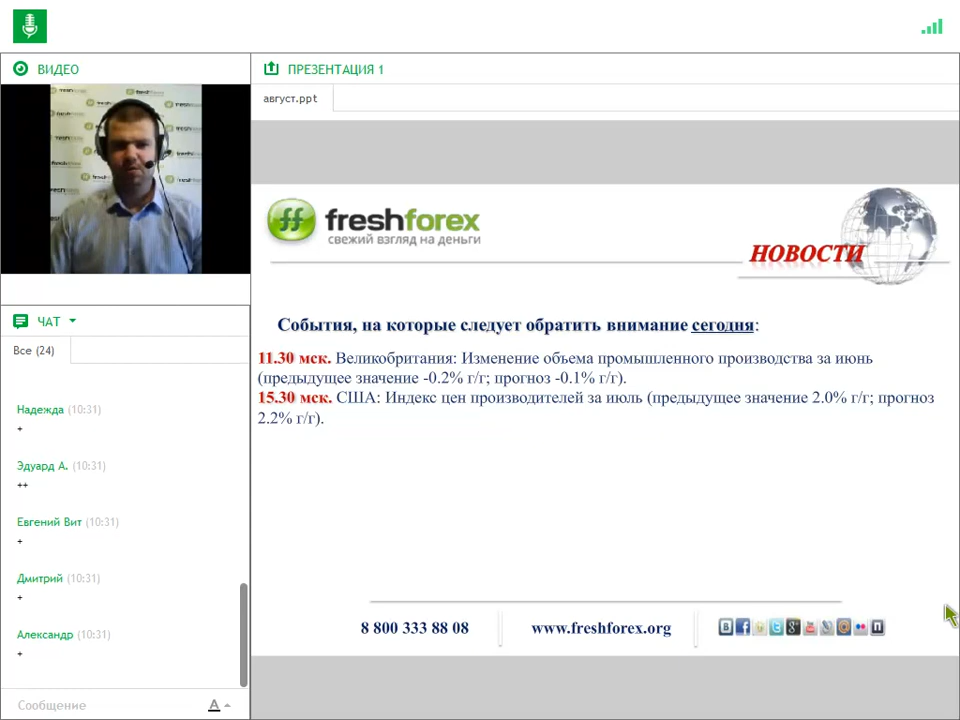 ВИДЕО
ПРЕЗЕНТАЦИЯ 1
август.ppt
freshforex
свежий взгляд на деньги
НОВОСТИ
События, на которые следует обратить внимание сегодня:
11.30 мск. Великобритания: Изменение объема промышленного производства за июнь
(предыдущее значение -0.2% г/г; прогноз -0.1% г/г).
15.30 мск. США: Индекс цен производителей за июль (предыдущее значение 2.0% г/г; прогноз
2.2% г/г).
8 800 333 88 08
www.freshforex.org
ЧАТ
Все (24)
Надежда (10:31)
+
Эдуард А. (10:31)
++
Евгений Вит (10:31)
+
Дмитрий (10:31)
+
Александр (10:31)
+
Сообщение
A